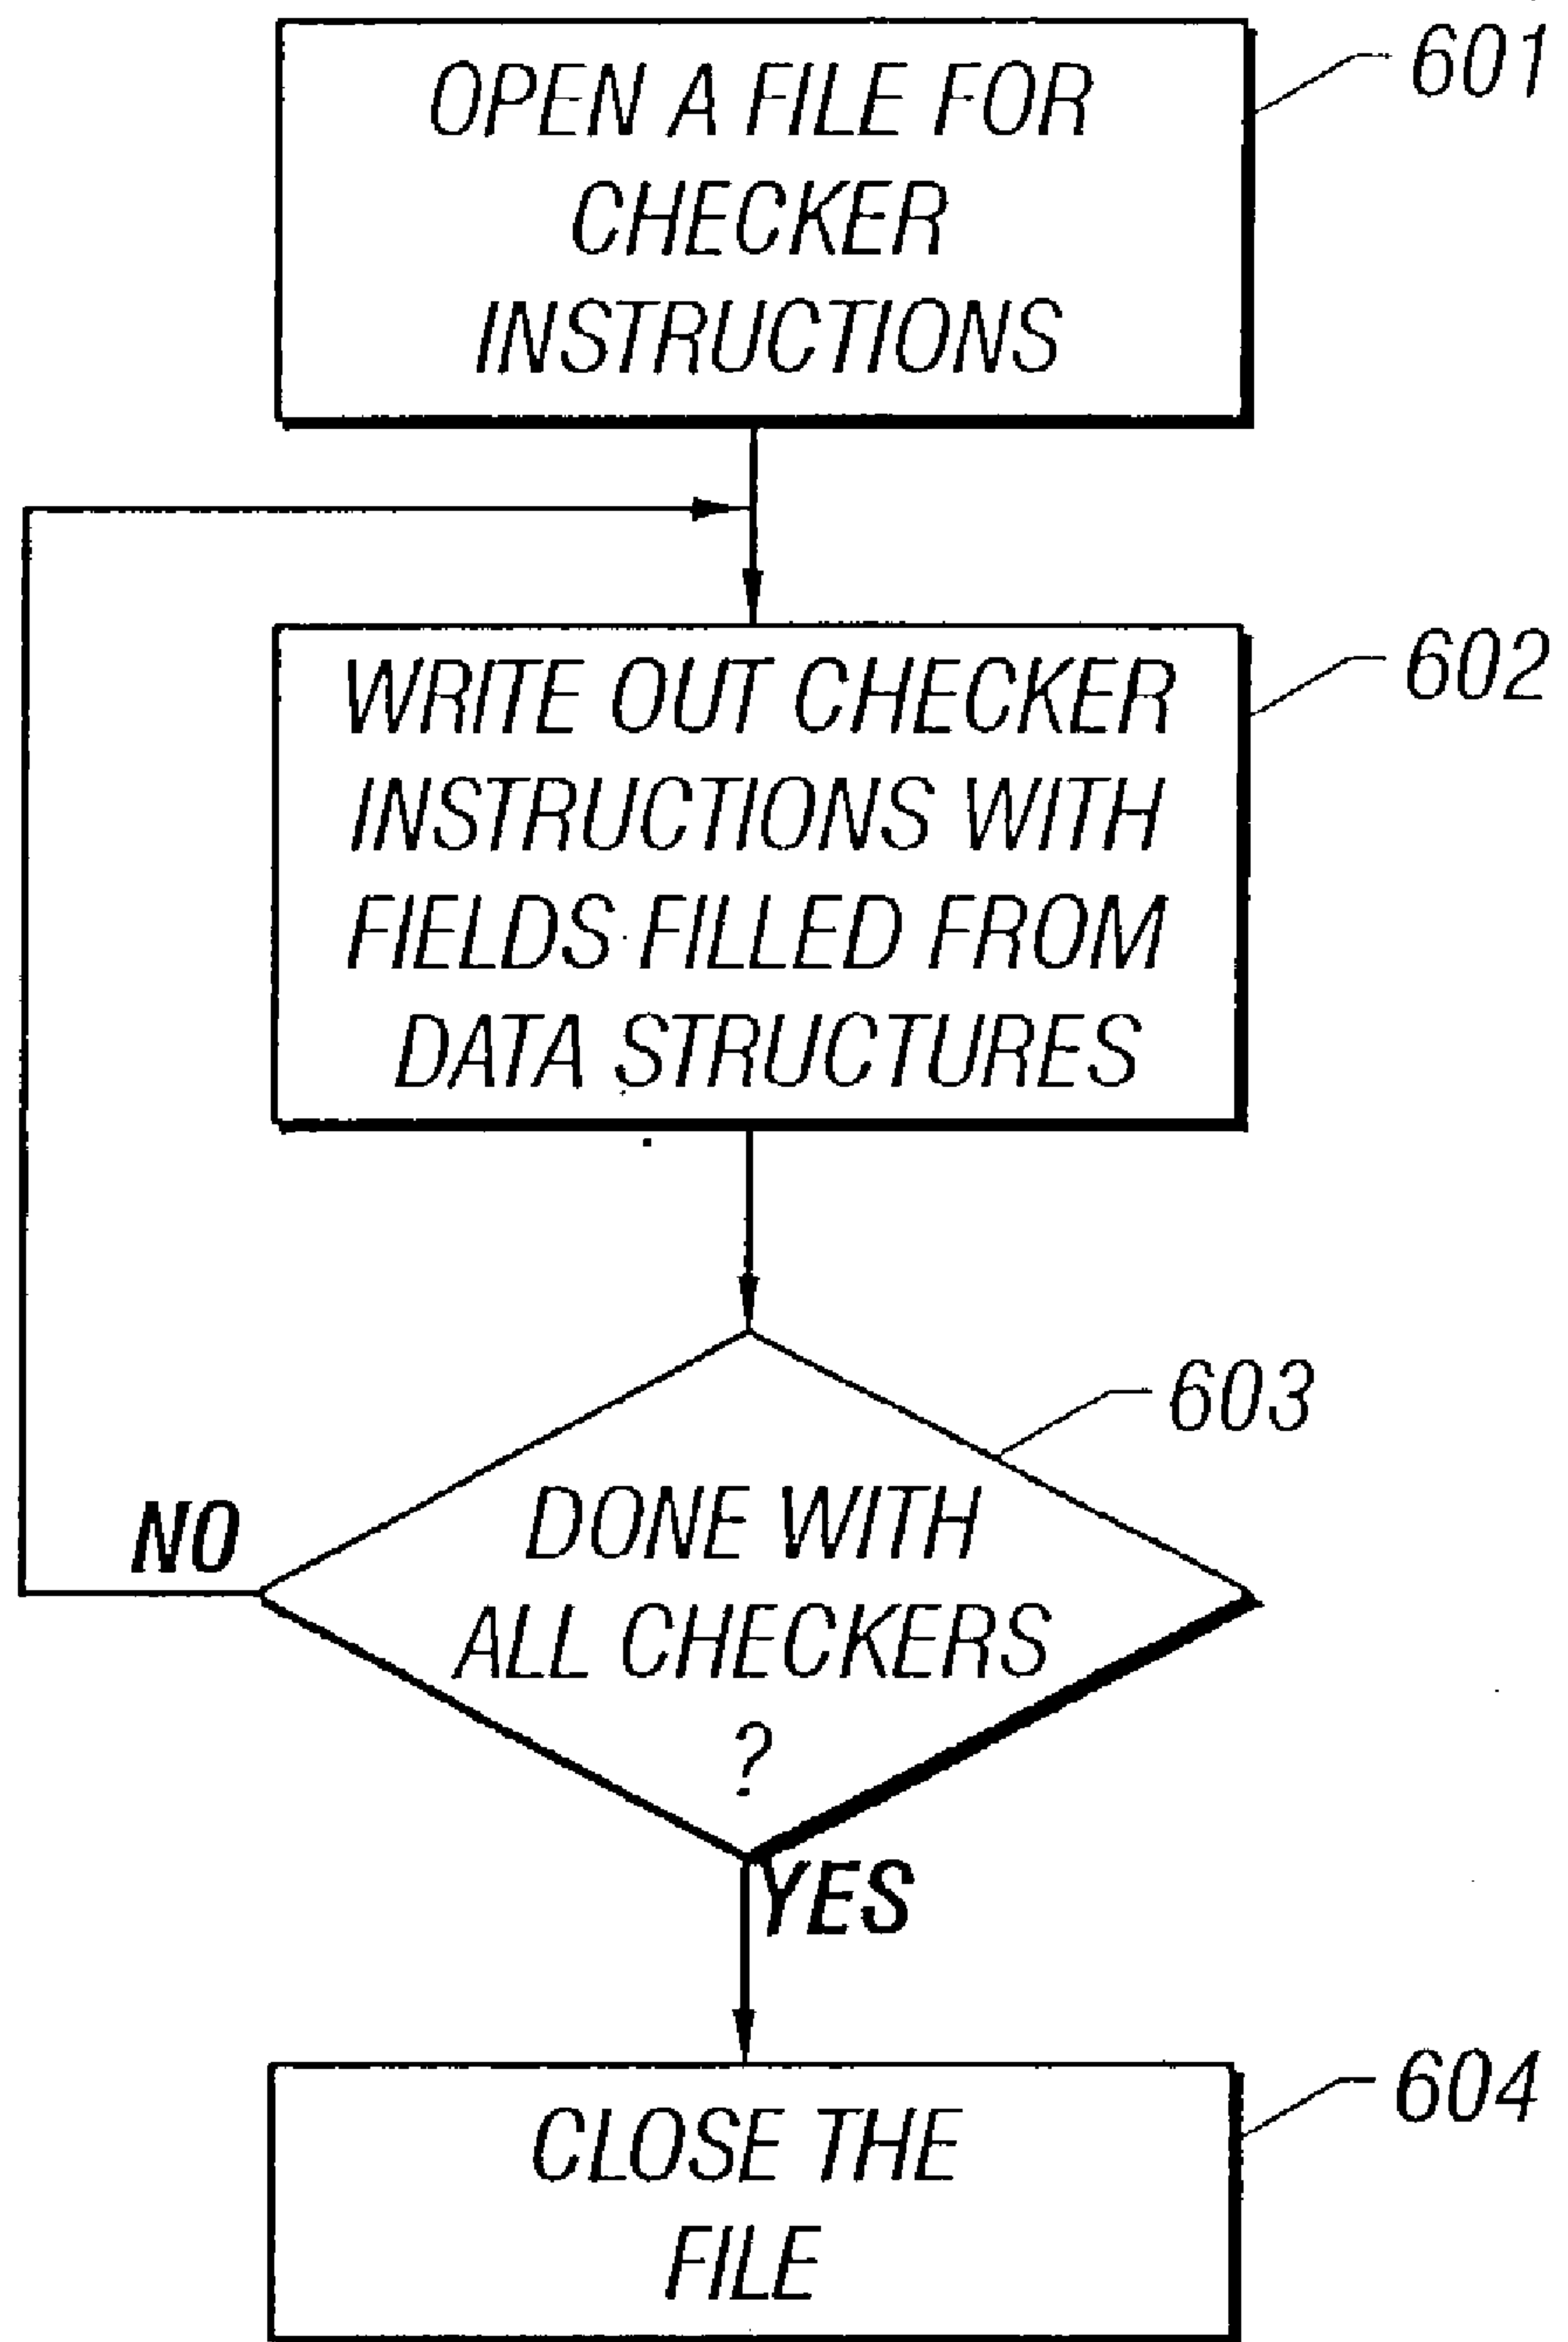 OPEN A FILE FOR
CHECKER
INSTRUCTIONS
601
WRITE OUT CHECKER
INSTRUCTIONS WITH
FIELDS FILLED FROM
DATA STRUCTURES
602
603
DONE WITH
ALL CHECKERS
?
NO
YES
CLOSE THE
FILE
604